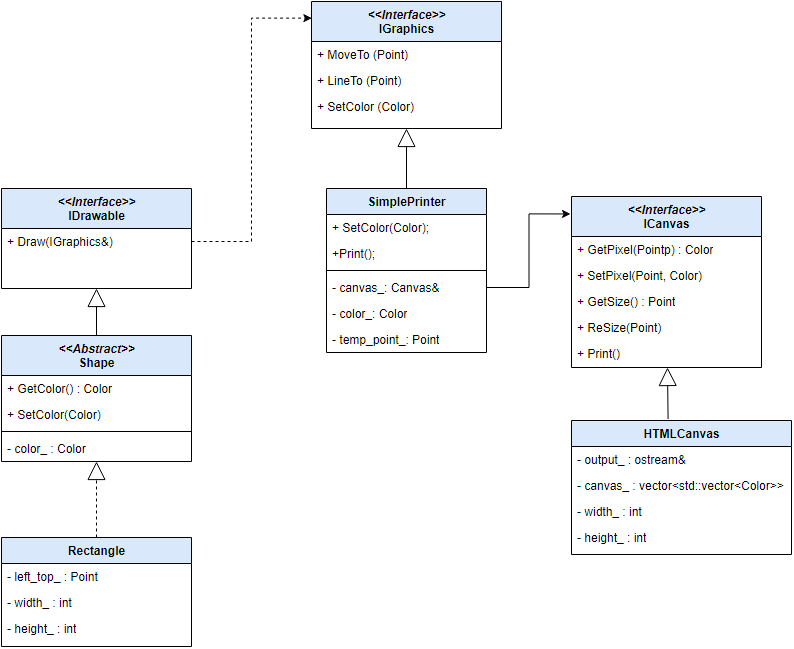 <<Interface>>
IGraphics
+ MoveTo (Point)
+ LineTo (Point)
+ SetColor (Color)
<<Interface>>
IDrawable
+ Draw(IGraphics&)
SimplePrinter
+ SetColor(Color);
+Print();
- canvas_: Canvas&
- color_: Color
- temp_point_: Point
<<Interface>>
ICanvas
+ GetPixel(Pointp) : Color
+ SetPixel(Point, Color)
+ GetSize() : Point
+ ReSize(Point)
+ Print()
<<Abstract>>
Shape
+ GetColor() : Color
+ SetColor(Color)
- color_ : Color
HTMLCanvas
- output_ : ostream&
- canvas_ : vector<std::vector<Color>>
- width_ : int
- height_ : int
Rectangle
- left_top_ : Point
- width_ : int
- height_ : int